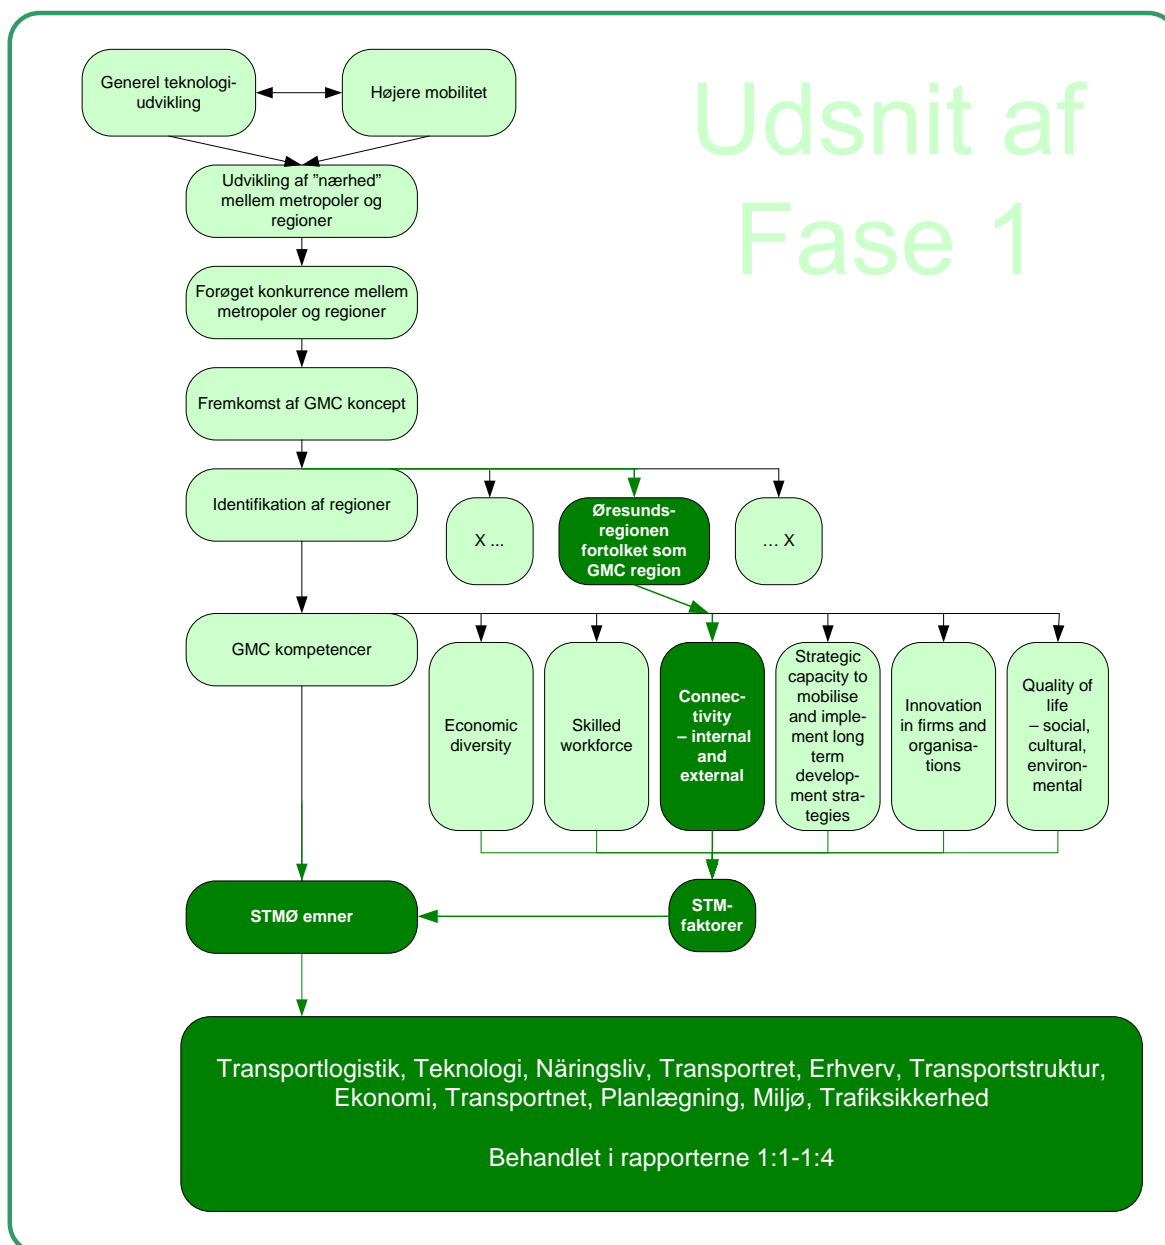 Udsnit af
Fase 1
Generel teknologi-
udvikling
Højere mobilitet
Udvikling af ”nærhed”
mellem metropoler og
regioner
Forøget konkurrence mellem
metropoler og regioner
Fremkomst af GMC koncept
Identifikation af regioner
X ...
Øresunds-
regionen
fortolket som
GMC region
… X
GMC kompetencer
Economic
diversity
Skilled
workforce
Connec-
tivity
– internal
and
external
Strategic
capacity to
mobilise
and imple-
ment long
term
develop-
ment stra-
tegies
Innovation
in firms and
organisa-
tions
Quality of
life
– social,
cultural,
environ-
mental
STMØ emner
STM-
faktorer
Transportlogistik, Teknologi, Näringsliv, Transportret, Erhverv, Transportstruktur,
Ekonomi, Transportnet, Planlægning, Miljø, Trafiksikkerhed
Behandlet i rapporterne 1:1-1:4